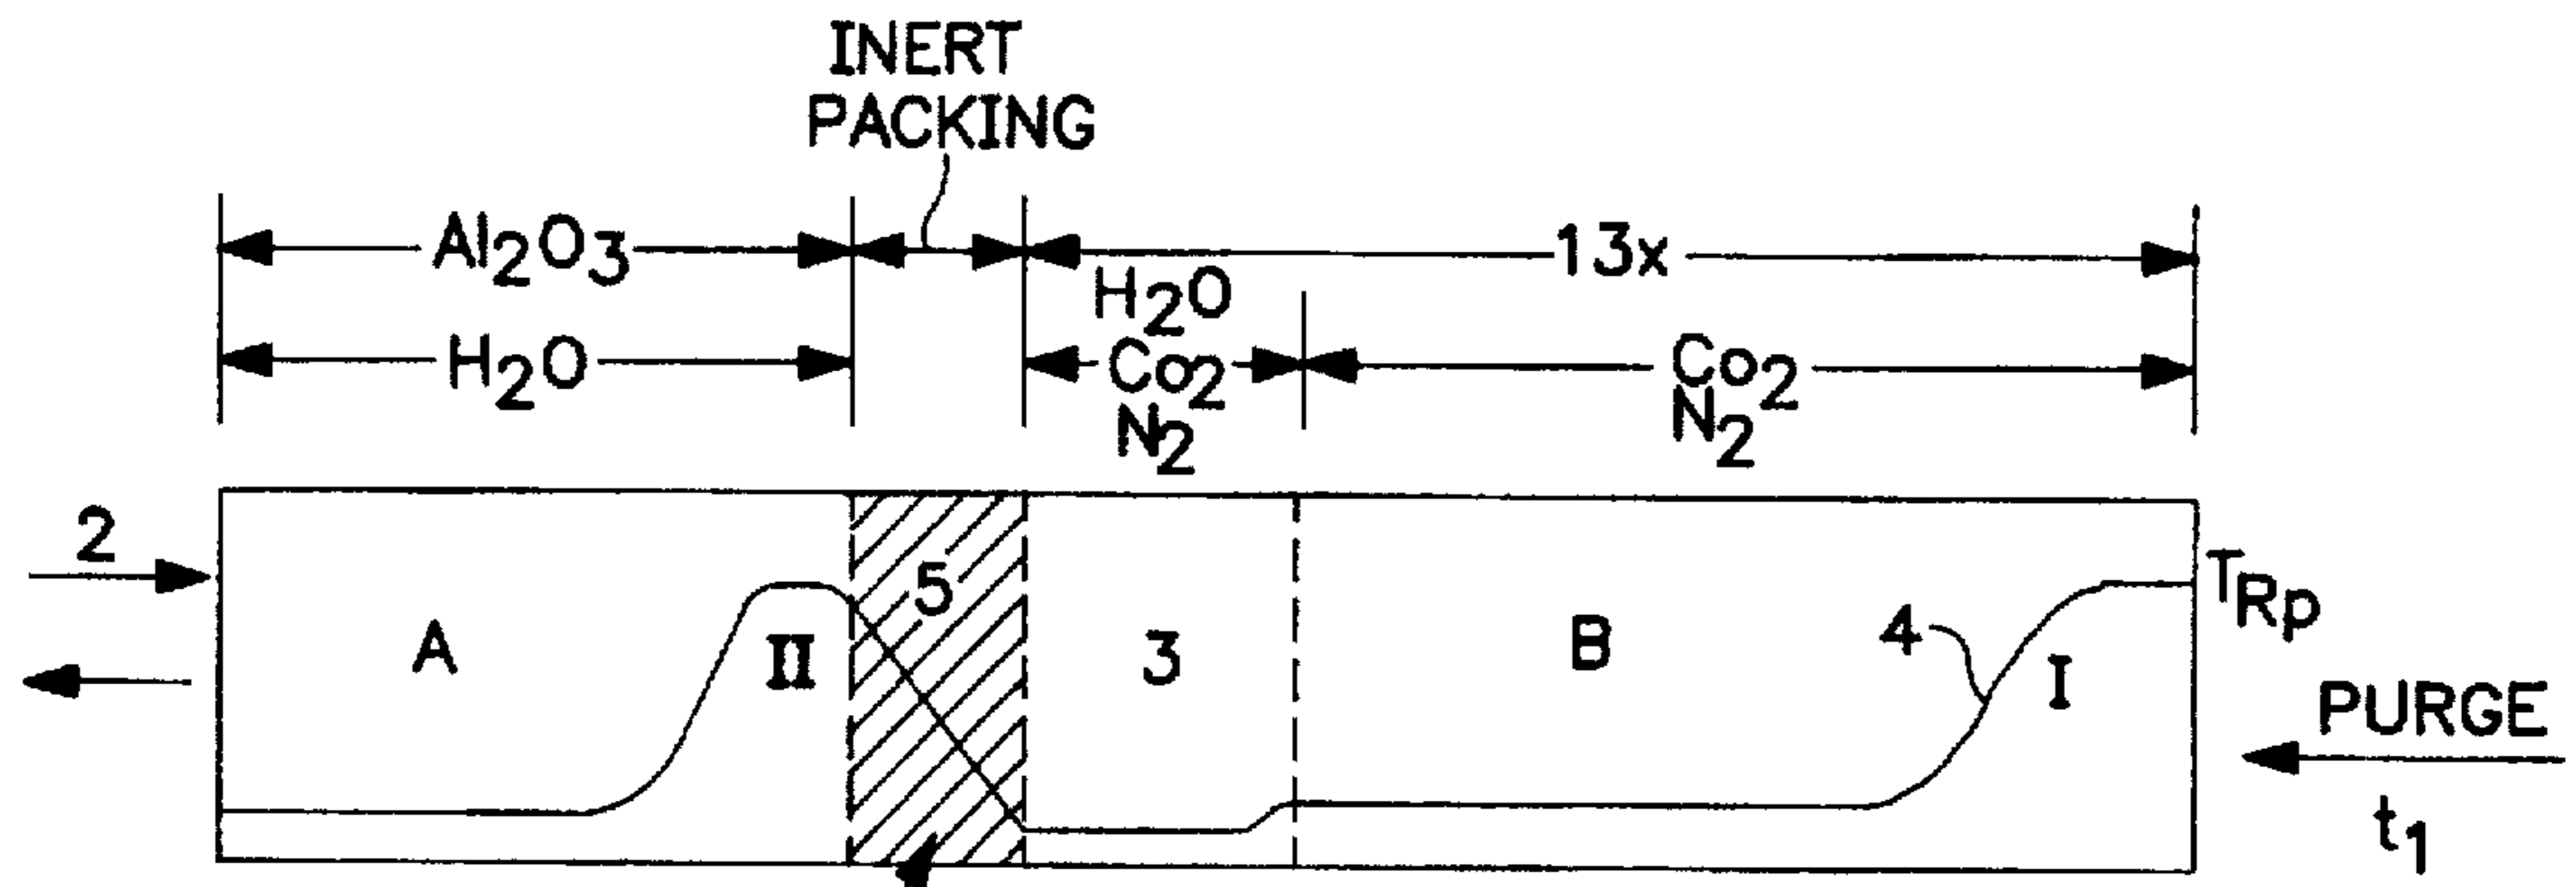 INERT
PACKING
Al₂O₃
13x
H₂O
H₂O
Co₂
N₂
Co₂
N₂
2
A
II
5
3
B
4
I
TRp
PURGE
t₁